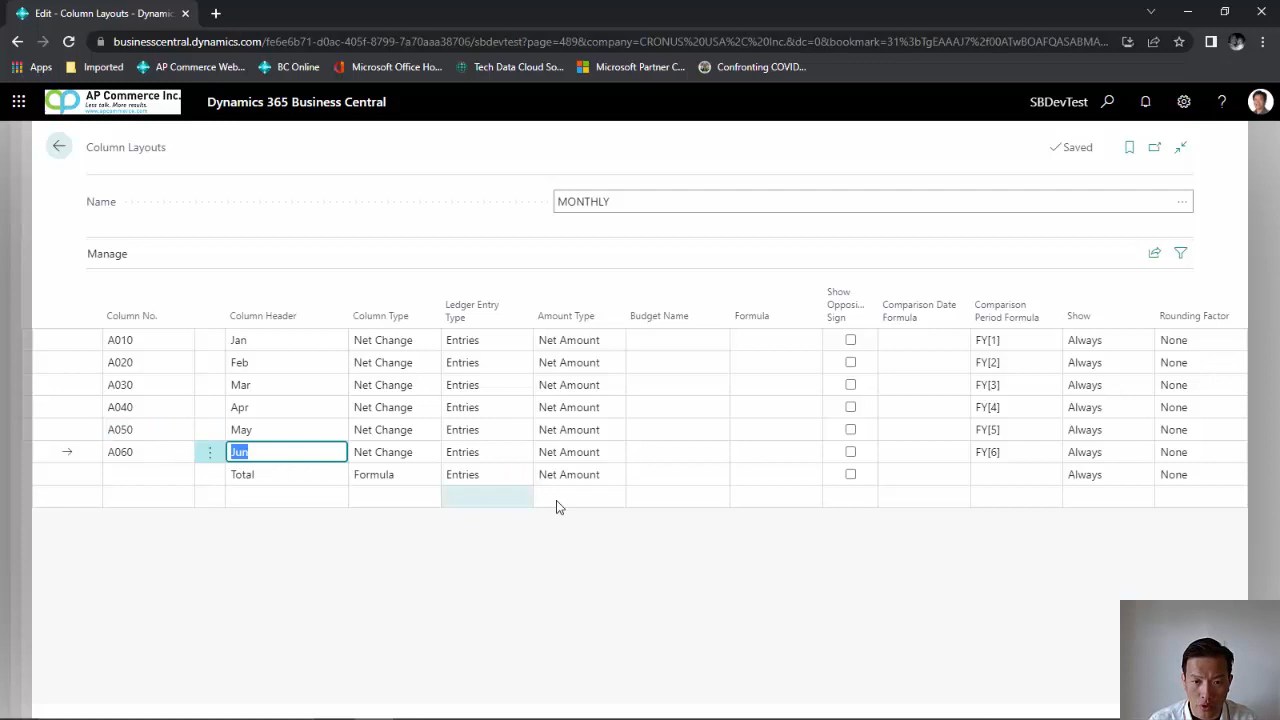 Edit - Column Layouts - AP Dynamic
businesscentral.dynamics.com/fe6e6b71-d0ac-405f-8799-7a70aaa38706/sbdevtest?page=489&company=CRONUS%20USA%2C%20Inc.&dc=0&bookmark=31%3bTgEAAAJ7%2f00ATwBOAFQASABMA...
Apps
Imported
AP Commerce Web...
BC Online
Microsoft Office Ho...
Tech Data Cloud So...
Microsoft Partner C...
Confronting COVID...
AP Commerce Inc.
Less talk. More results.
www.apcommerce.com
Dynamics 365 Business Central
SBDevTest
Column Layouts
Saved
Name
MONTHLY
Manage
Column No. Column Header Column Type Ledger Entry Type Amount Type Budget Name Formula Show Opposi... Sign Comparison Date Formula Comparison Period Formula Show Rounding Factor
A010 Jan Net Change Entries Net Amount FY[1] Always None
A020 Feb Net Change Entries Net Amount FY[2] Always None
A030 Mar Net Change Entries Net Amount FY[3] Always None
A040 Apr Net Change Entries Net Amount FY[4] Always None
A050 May Net Change Entries Net Amount FY[5] Always None
A060 Jun Net Change Entries Net Amount FY[6] Always None
Total Formula Entries Net Amount Always None